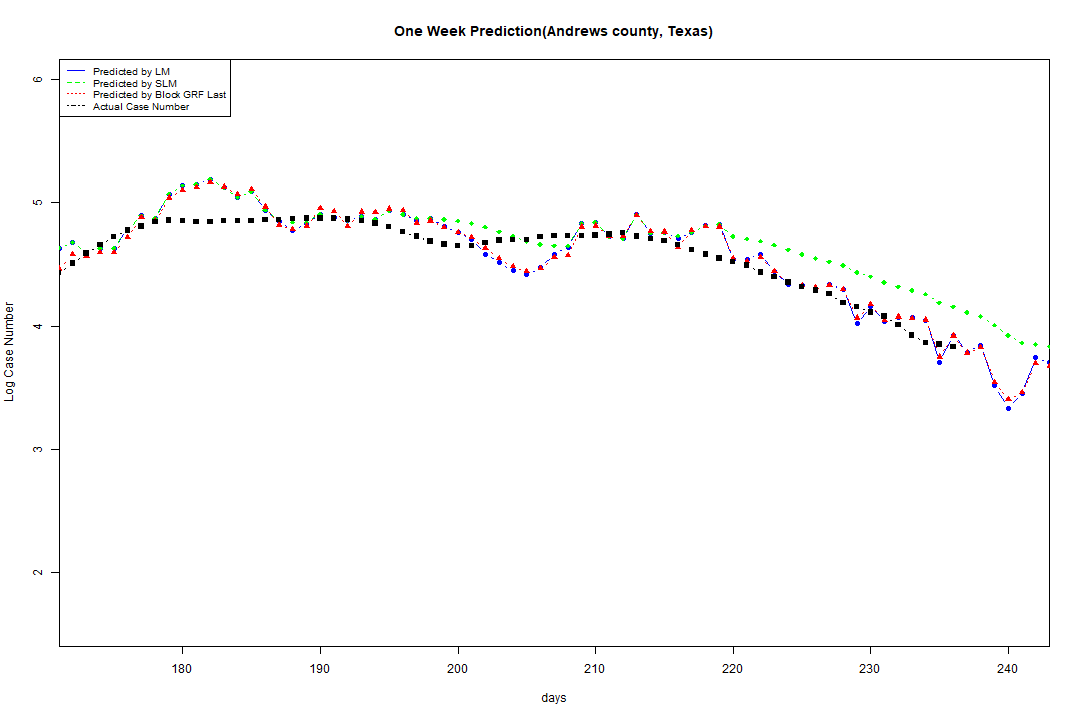 One Week Prediction(Andrews county, Texas)
Predicted by LM
Predicted by SLM
Predicted by Block GRF Last
Actual Case Number
6
5
4
3
2
Log Case Number
180 190 200 210 220 230 240
days